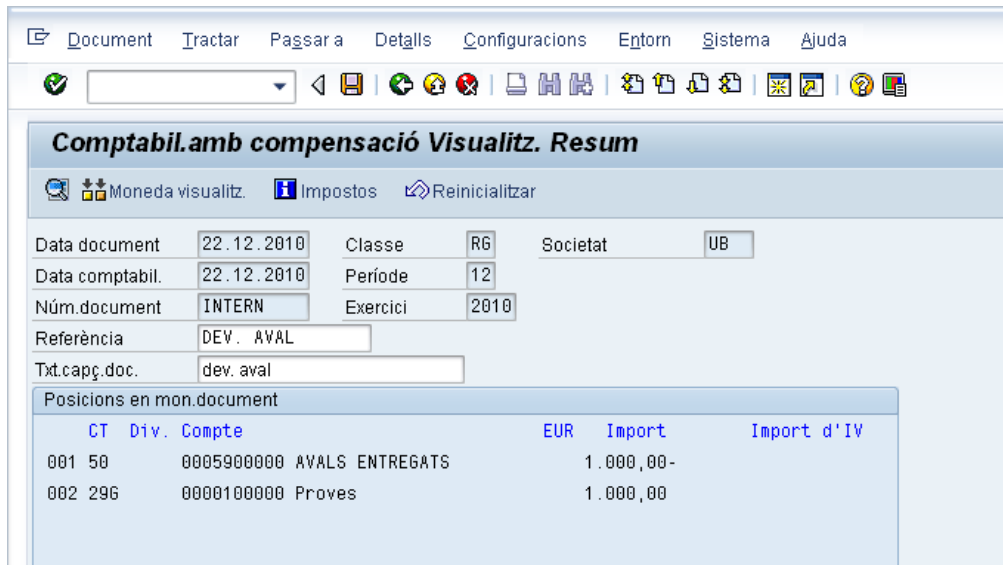 Document Tractar Passar a Detalls Configuracions Entorn Sistema Ajuda
Comptabil.amb compensació Visualitz. Resum
Moneda visualitz. Impostos Reinicialitzar
Data document 22.12.2010 Classe RG Societat UB
Data comptabil. 22.12.2010 Període 12
Núm.document INTERN Exercici 2010
Referència DEV. AVAL
Txt.capç.doc. dev. aval
Posicions en mon.document
CT Div. Compte EUR Import Import d'IV
001 50 0005900000 AVALS ENTREGATS 1.000,00-
002 29G 0000100000 Proves 1.000,00